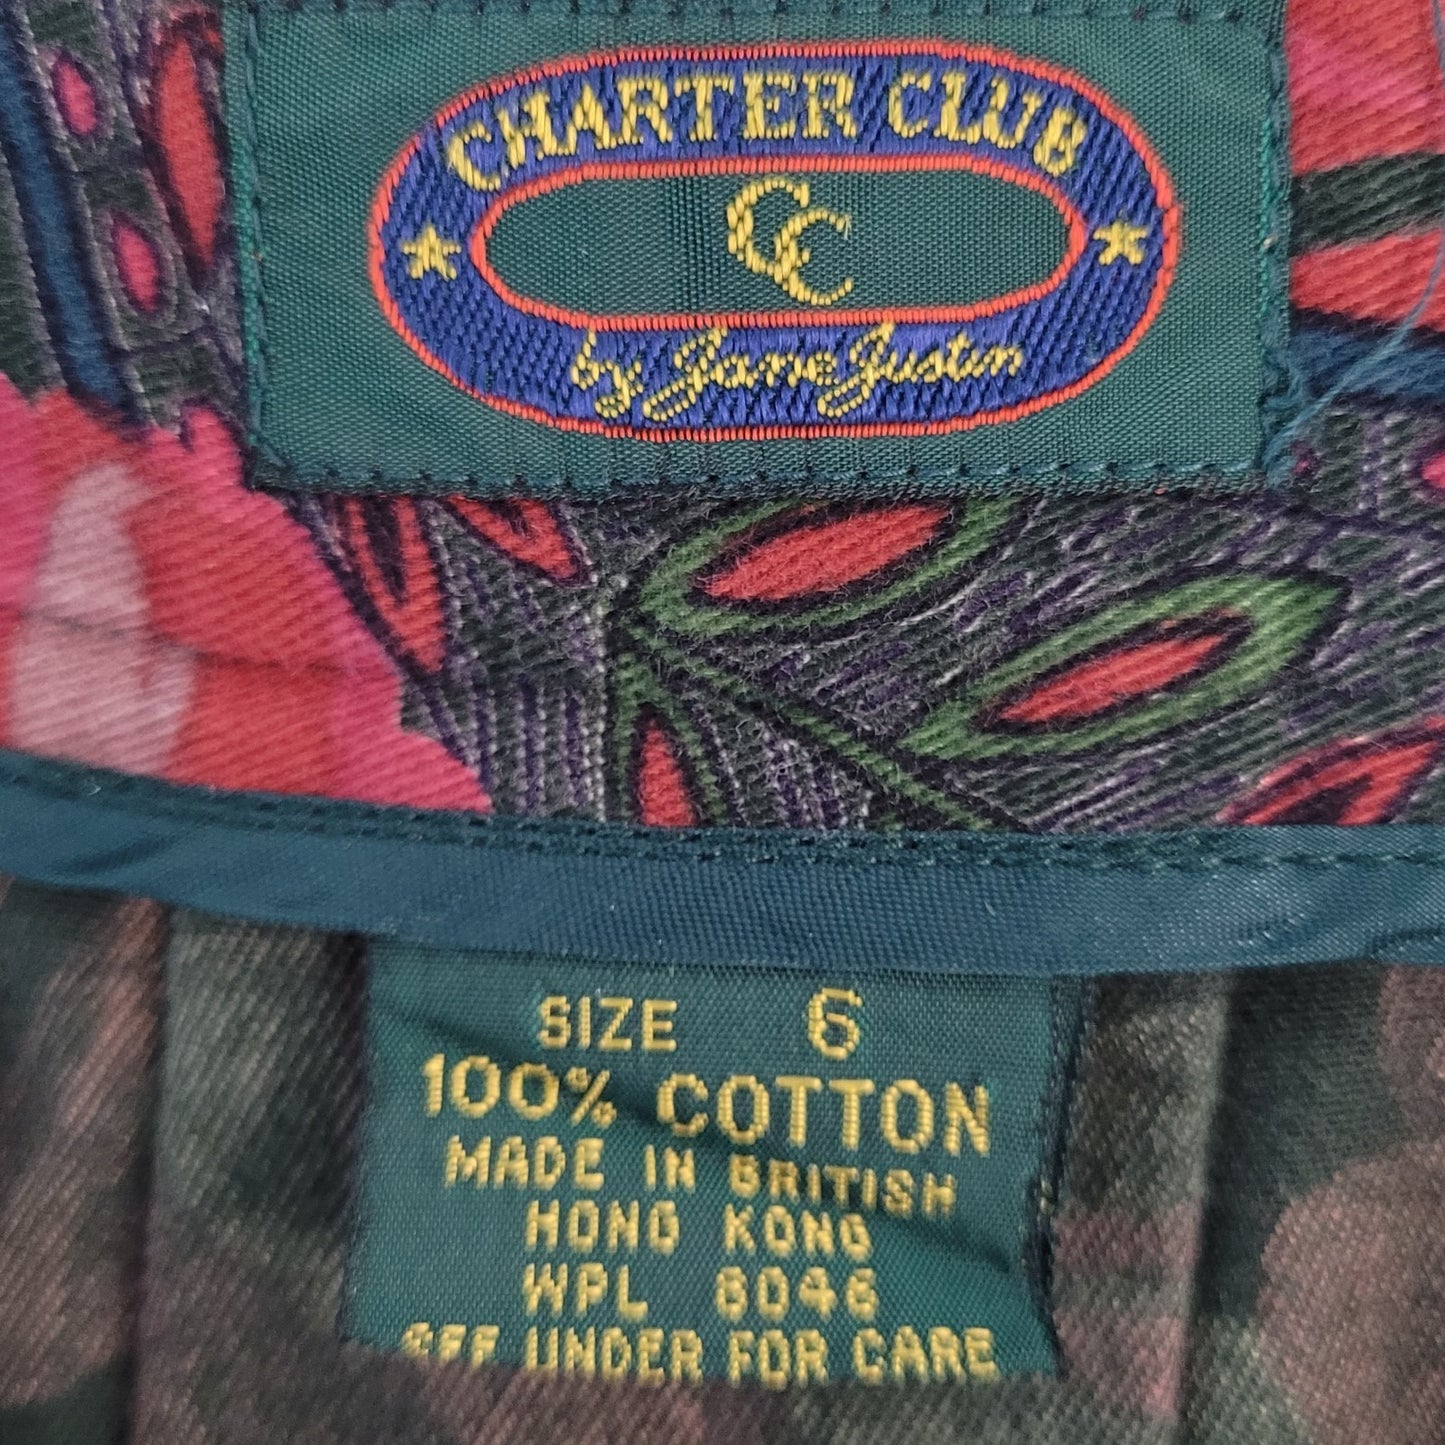 CHARTER CLUB
CC
by Jane Justin
SIZE 6
100% COTTON
MADE IN BRITISH
HONG KONG
WPL 6046
SEE UNDER FOR CARE